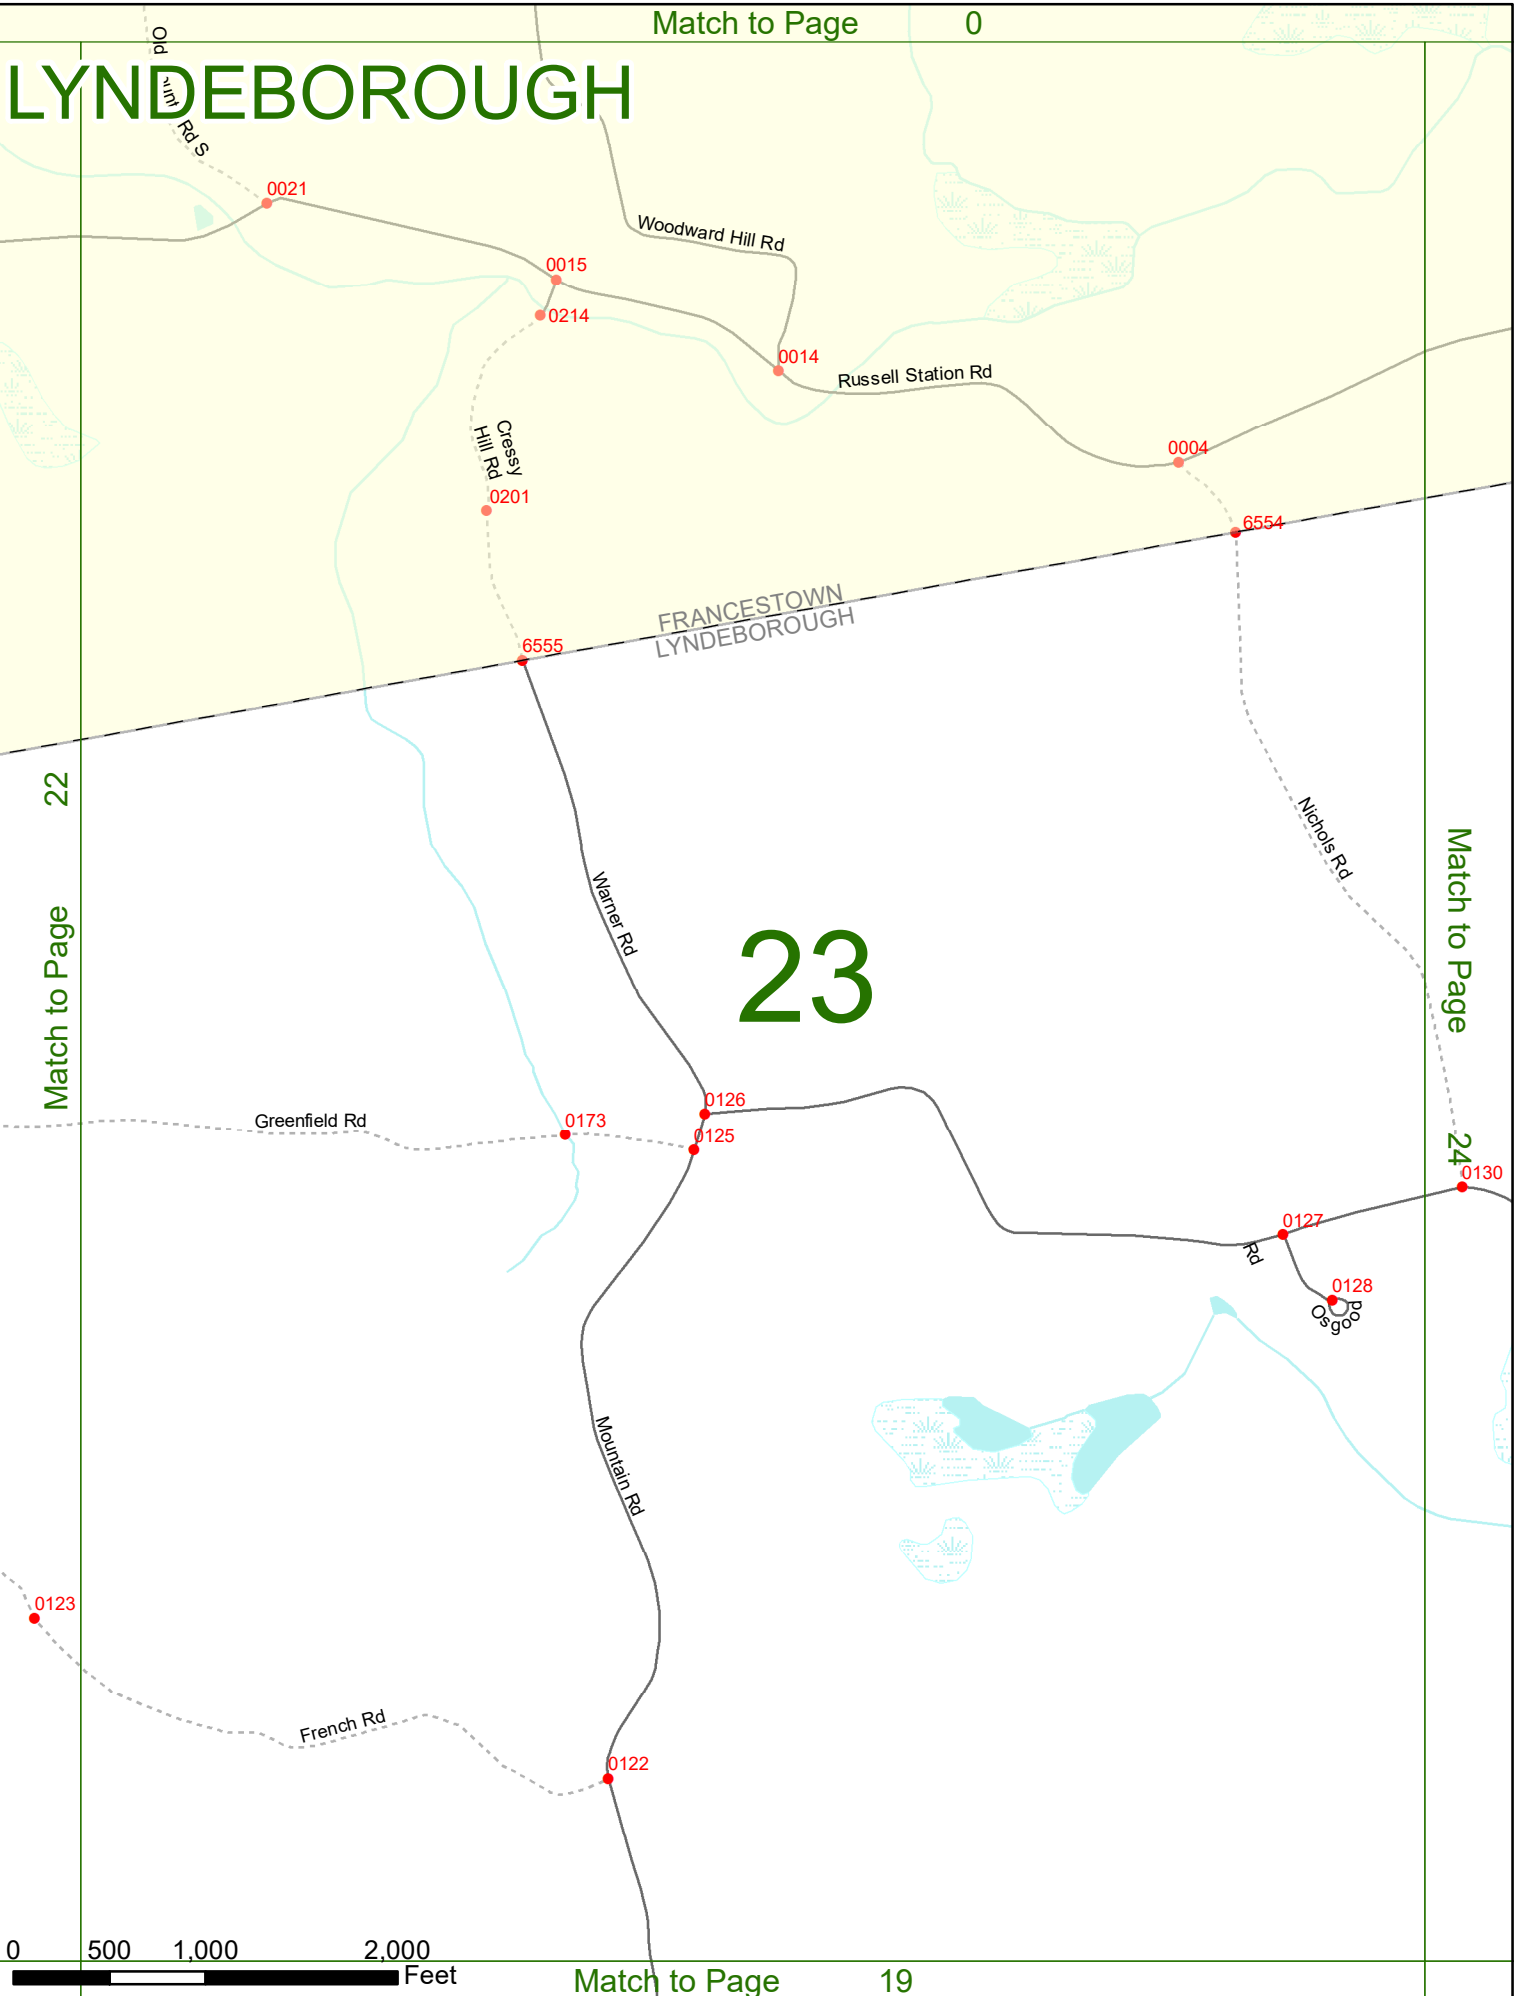 Match to Page 0
LYNDEBOROUGH
Old
Rd S
0021
Woodward Hill Rd
0015
0214
0014
Russell Station Rd
Cressy
Hill Rd
0004
0201
6554
FRANCESTOWN
LYNDEBOROUGH
6555
Match to Page 22
Nichols Rd
Match to Page 24
Warner Rd
23
0126
Greenfield Rd
0173
0125
0130
0127
Rd
0128
Osgood
Mountain Rd
0123
French Rd
0122
0 500 1,000 2,000
Feet
Match to Page 19